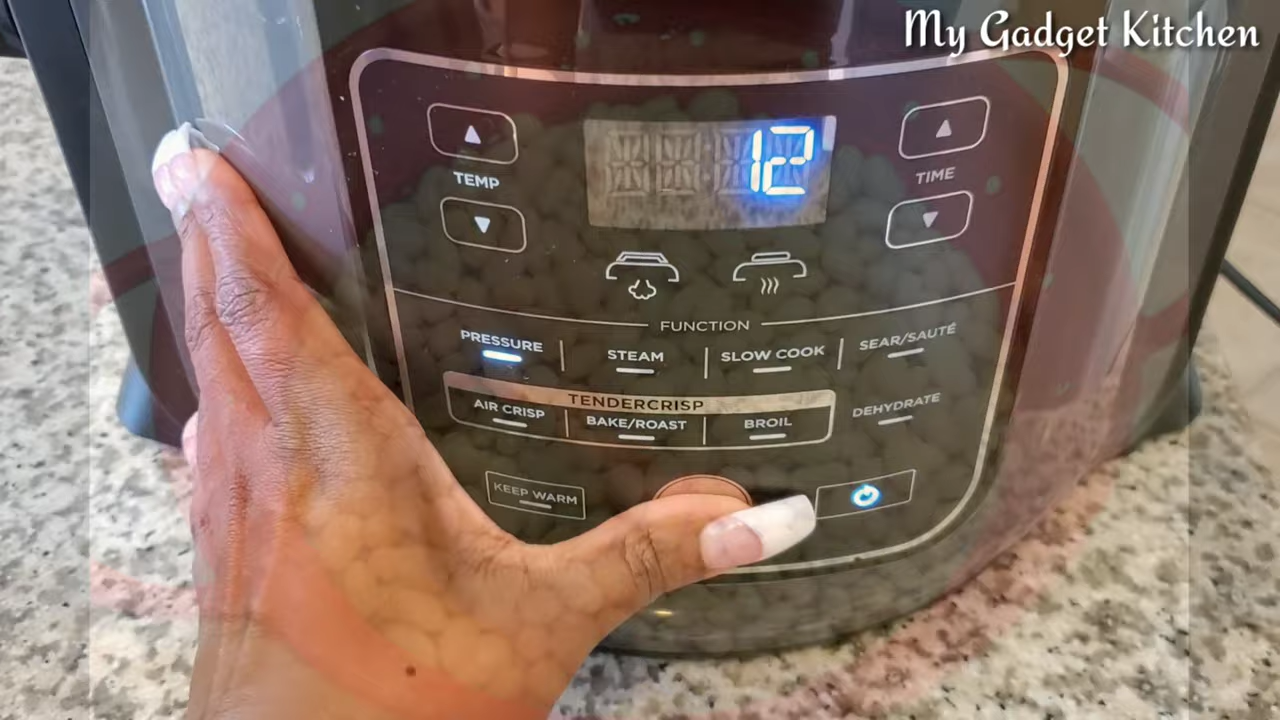 My Gadget Kitchen
12
TEMP
TIME
FUNCTION
PRESSURE
STEAM
SLOW COOK
SEAR/SAUTÉ
TENDERCRISP
AIR CRISP
BAKE/ROAST
BROIL
DEHYDRATE
KEEP WARM